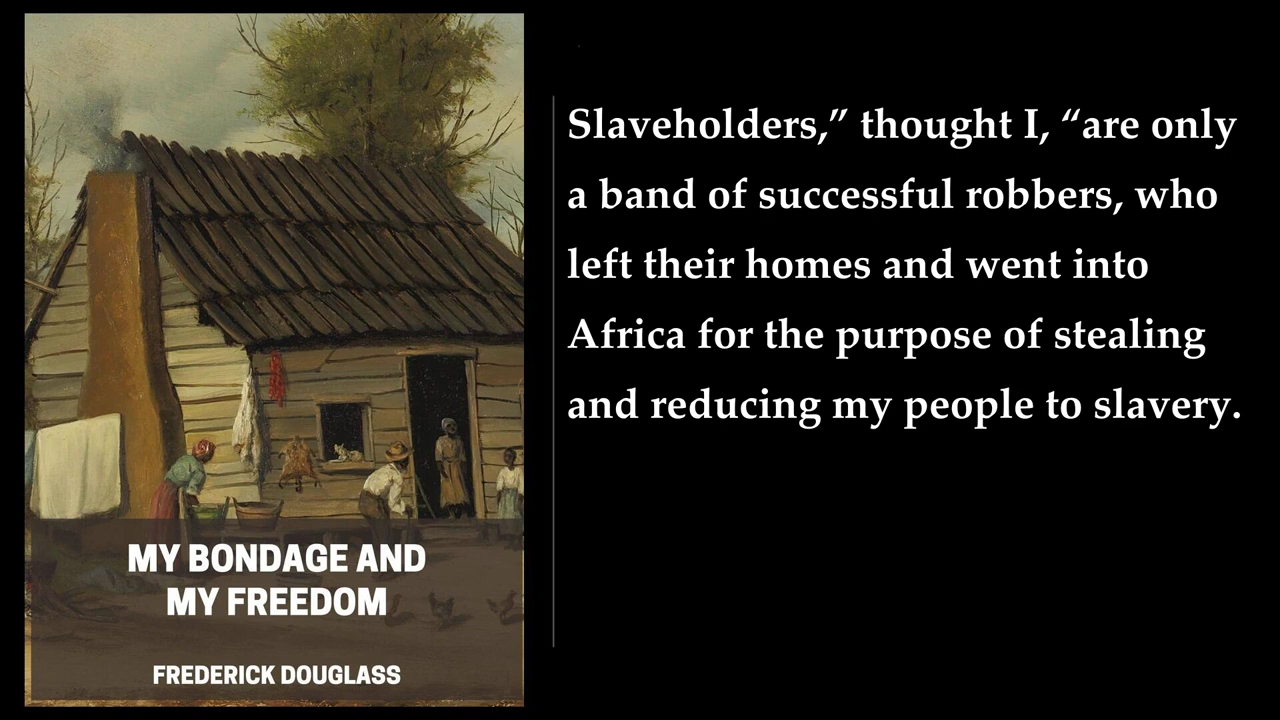 Slaveholders,” thought I, “are only
a band of successful robbers, who
left their homes and went into
Africa for the purpose of stealing
and reducing my people to slavery.
MY BONDAGE AND
MY FREEDOM
FREDERICK DOUGLASS